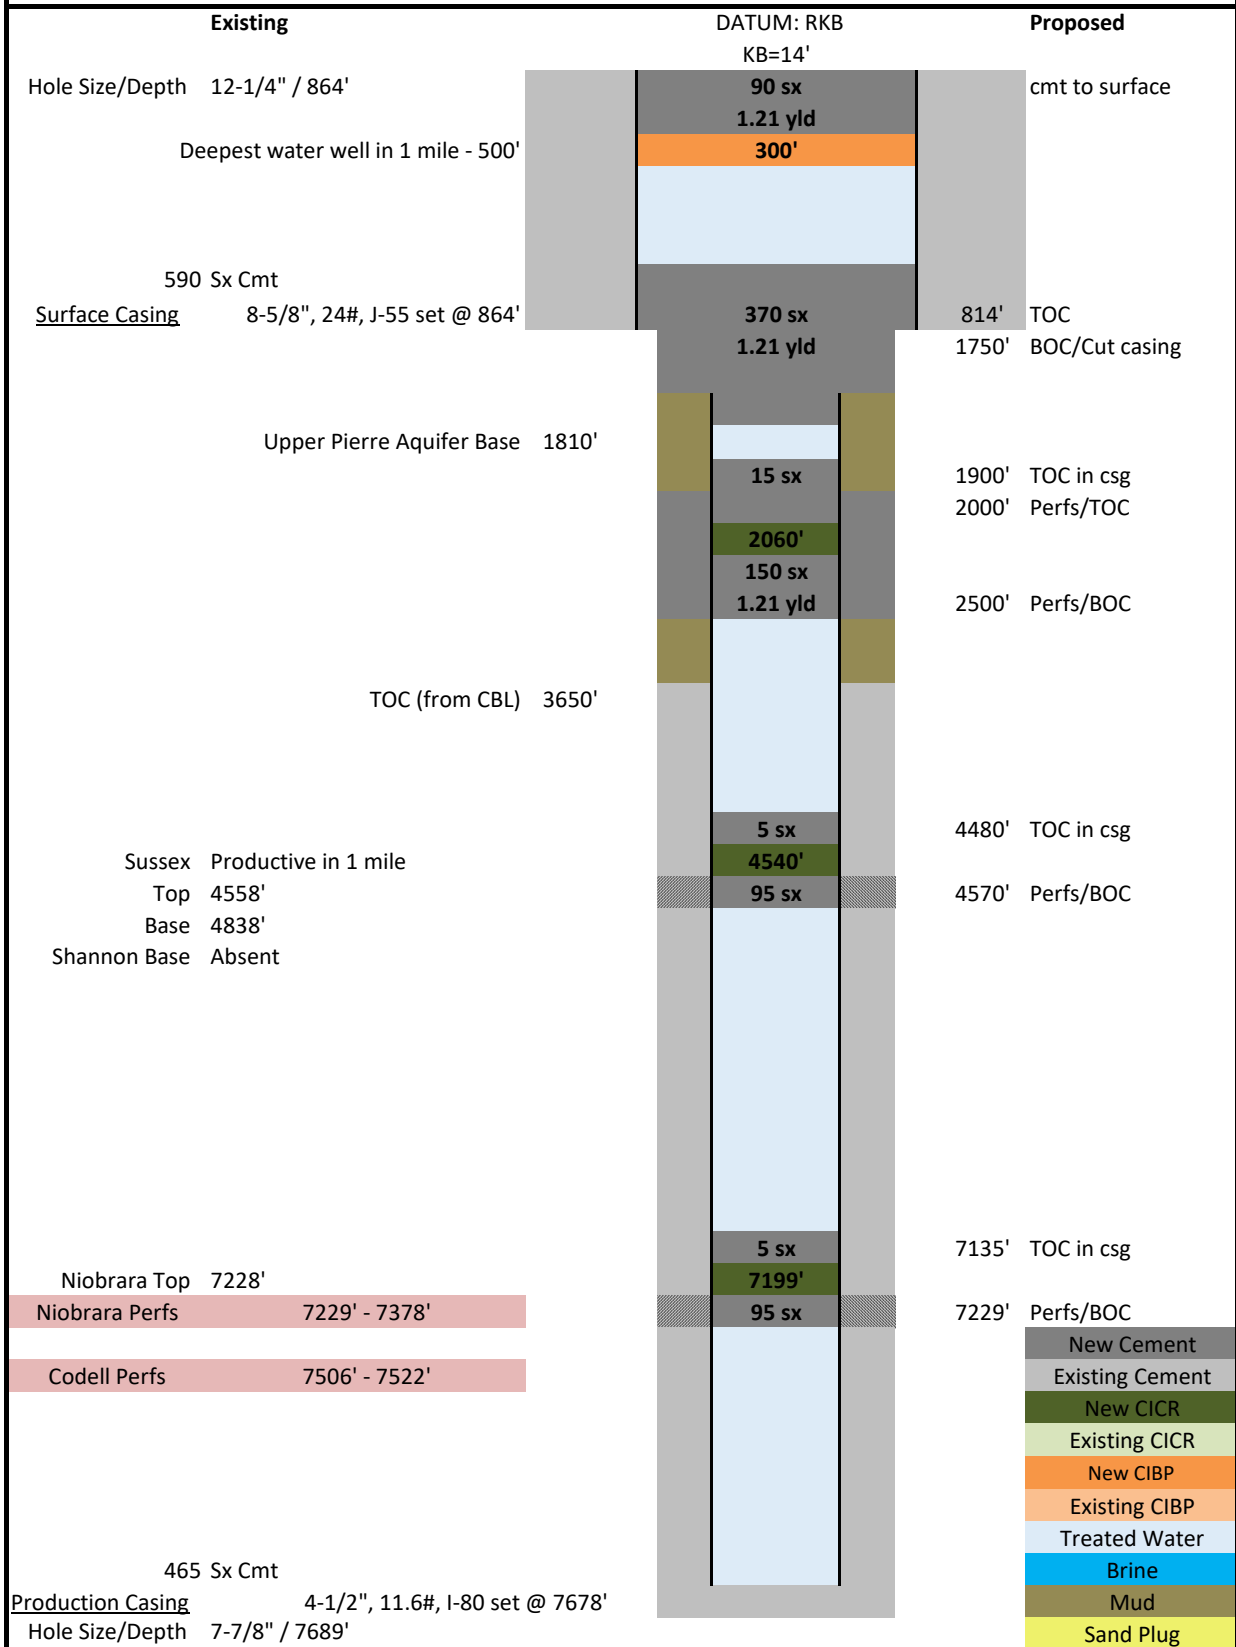 Existing DATUM: RKB Proposed
KB=14'
Hole Size/Depth 12-1/4" / 864' 90 sx cmt to surface
1.21 yld
Deepest water well in 1 mile - 500' 300'
590 Sx Cmt
Surface Casing 8-5/8", 24#, J-55 set @ 864' 370 sx 814' TOC
1.21 yld 1750' BOC/Cut casing
Upper Pierre Aquifer Base 1810'
15 sx 1900' TOC in csg
2000' Perfs/TOC
2060'
150 sx
1.21 yld 2500' Perfs/BOC
TOC (from CBL) 3650'
5 sx 4480' TOC in csg
Sussex Productive in 1 mile 4540'
Top 4558' 95 sx 4570' Perfs/BOC
Base 4838'
Shannon Base Absent
5 sx 7135' TOC in csg
Niobrara Top 7228' 7199'
Niobrara Perfs 7229' - 7378' 95 sx 7229' Perfs/BOC
New Cement
Codell Perfs 7506' - 7522' Existing Cement
New CICR
Existing CICR
New CIBP
Existing CIBP
Treated Water
465 Sx Cmt Brine
Production Casing 4-1/2", 11.6#, I-80 set @ 7678' Mud
Hole Size/Depth 7-7/8" / 7689' Sand Plug